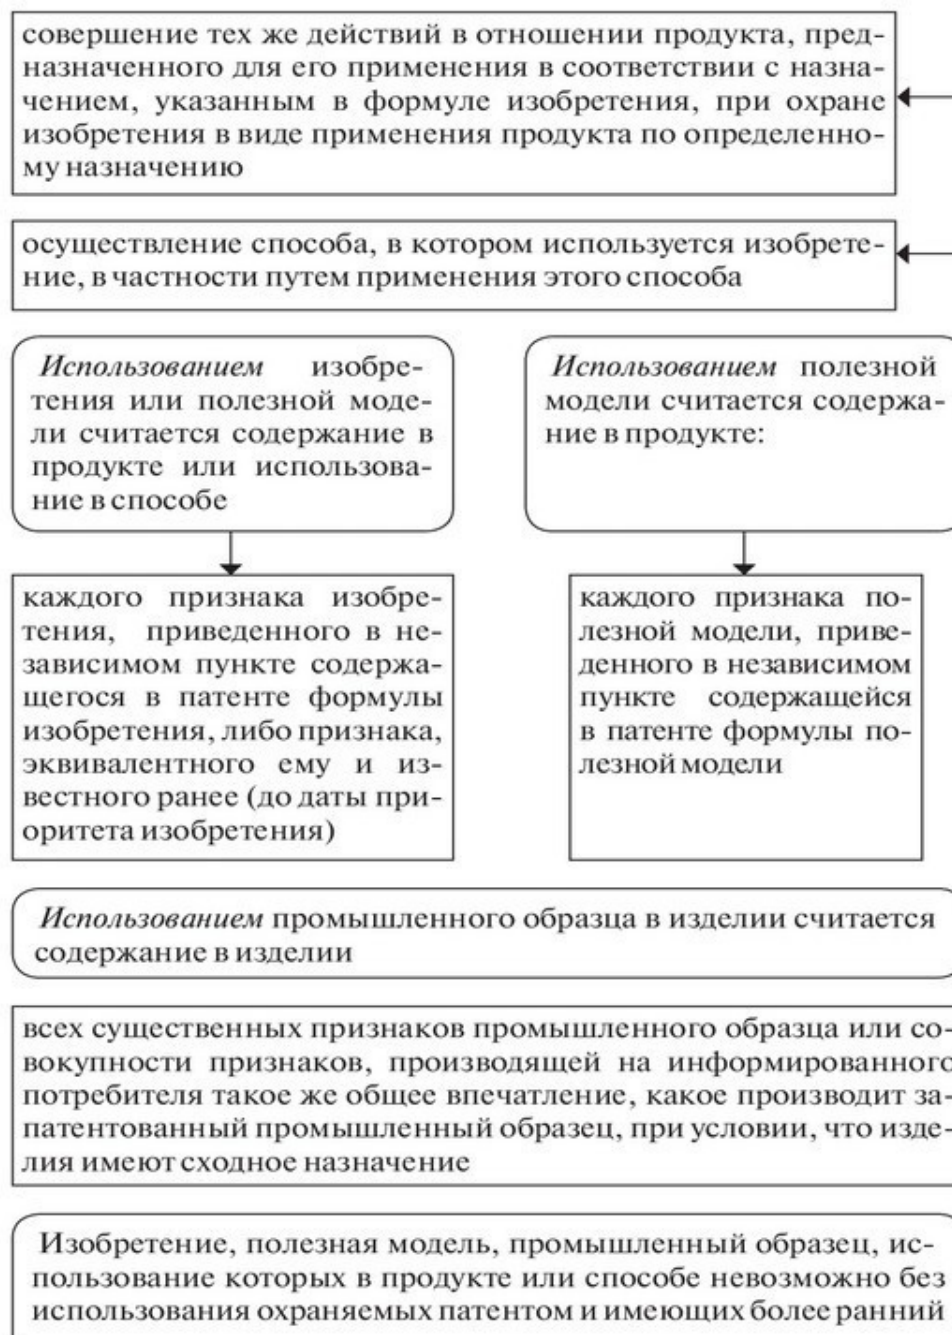 совершение тех же действий в отношении продукта, пред-
назначенного для его применения в соответствии с назна-
чением, указанным в формуле изобретения, при охране
изобретения в виде применения продукта по определенно-
му назначению
осуществление способа, в котором используется изобрете-
ние, в частности путем применения этого способа
Использованием изобре-
тения или полезной моде-
ли считается содержание в
продукте или использова-
ние в способе
Использованием полезной
модели считается содержа-
ние в продукте:
каждого признака изобре-
тения, приведенного в не-
зависимом пункте содержа-
щегося в патенте формулы
изобретения, либо признака,
эквивалентного ему и из-
вестного ранее (до даты при-
оритета изобретения)
каждого признака по-
лезной модели, приве-
денного в независимом
пункте содержащейся
в патенте формулы по-
лезной модели
Использованием промышленного образца в изделии считается
содержание в изделии
всех существенных признаков промышленного образца или со-
вокупности признаков, производящей на информированного
потребителя такое же общее впечатление, какое производит за-
патентованный промышленный образец, при условии, что изде-
лия имеют сходное назначение
Изобретение, полезная модель, промышленный образец, ис-
пользование которых в продукте или способе невозможно без
использования охраняемых патентом и имеющих более ранний